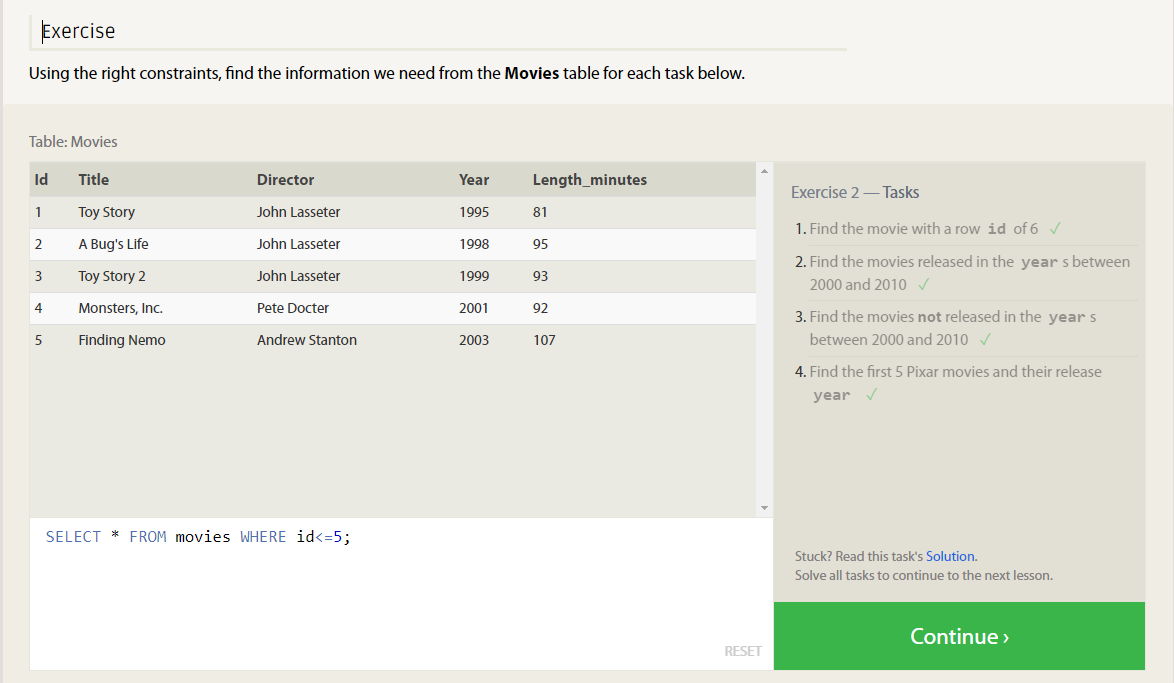 Exercise
Using the right constraints, find the information we need from the Movies table for each task below.
Table: Movies
Id Title Director Year Length_minutes
1 Toy Story John Lasseter 1995 81
2 A Bug's Life John Lasseter 1998 95
3 Toy Story 2 John Lasseter 1999 93
4 Monsters, Inc. Pete Docter 2001 92
5 Finding Nemo Andrew Stanton 2003 107
SELECT * FROM movies WHERE id<=5;
RESET
Exercise 2 — Tasks
1. Find the movie with a row id of 6 ✓
2. Find the movies released in the year s between
2000 and 2010 ✓
3. Find the movies not released in the year s
between 2000 and 2010 ✓
4. Find the first 5 Pixar movies and their release
year ✓
Stuck? Read this task's Solution.
Solve all tasks to continue to the next lesson.
Continue ›